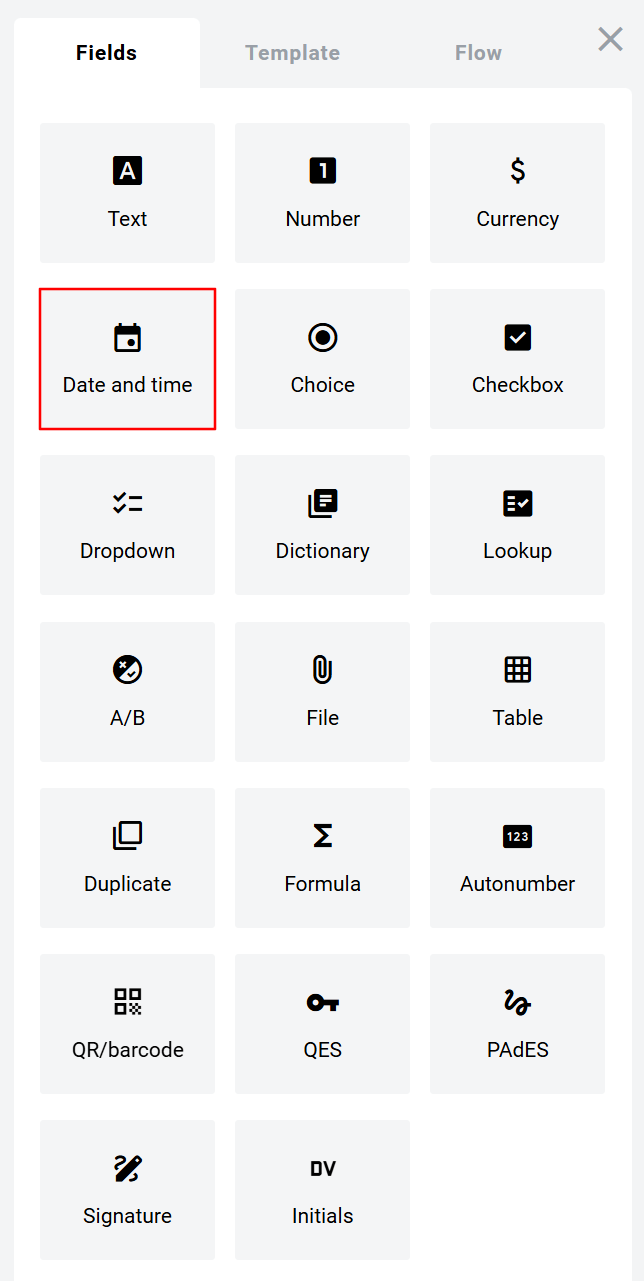 Fields Template Flow
A 1 $
Text Number Currency
Date and time Choice Checkbox
Dropdown Dictionary Lookup
A/B File Table
123
Duplicate Formula Autonumber
QR/barcode QES PAdES
DV
Signature Initials